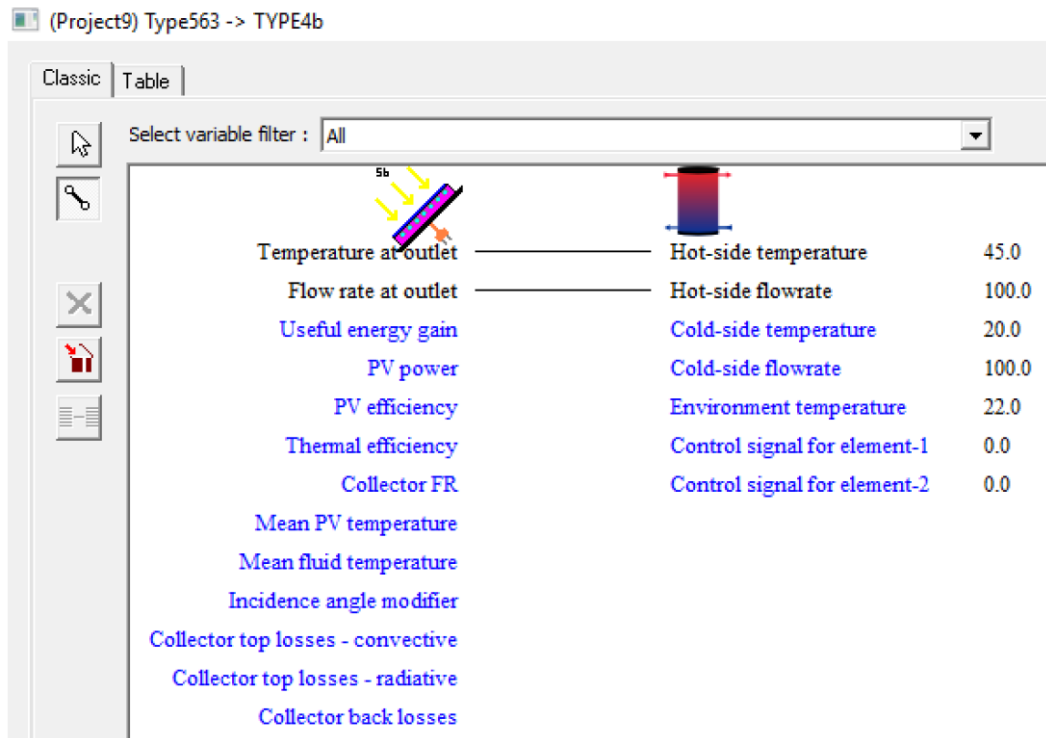 (Project9) Type563 -> TYPE4b
Classic Table
Select variable filter : All
5b
Temperature at outlet Hot-side temperature 45.0
Flow rate at outlet Hot-side flowrate 100.0
Useful energy gain Cold-side temperature 20.0
PV power Cold-side flowrate 100.0
PV efficiency Environment temperature 22.0
Thermal efficiency Control signal for element-1 0.0
Collector FR Control signal for element-2 0.0
Mean PV temperature
Mean fluid temperature
Incidence angle modifier
Collector top losses - convective
Collector top losses - radiative
Collector back losses